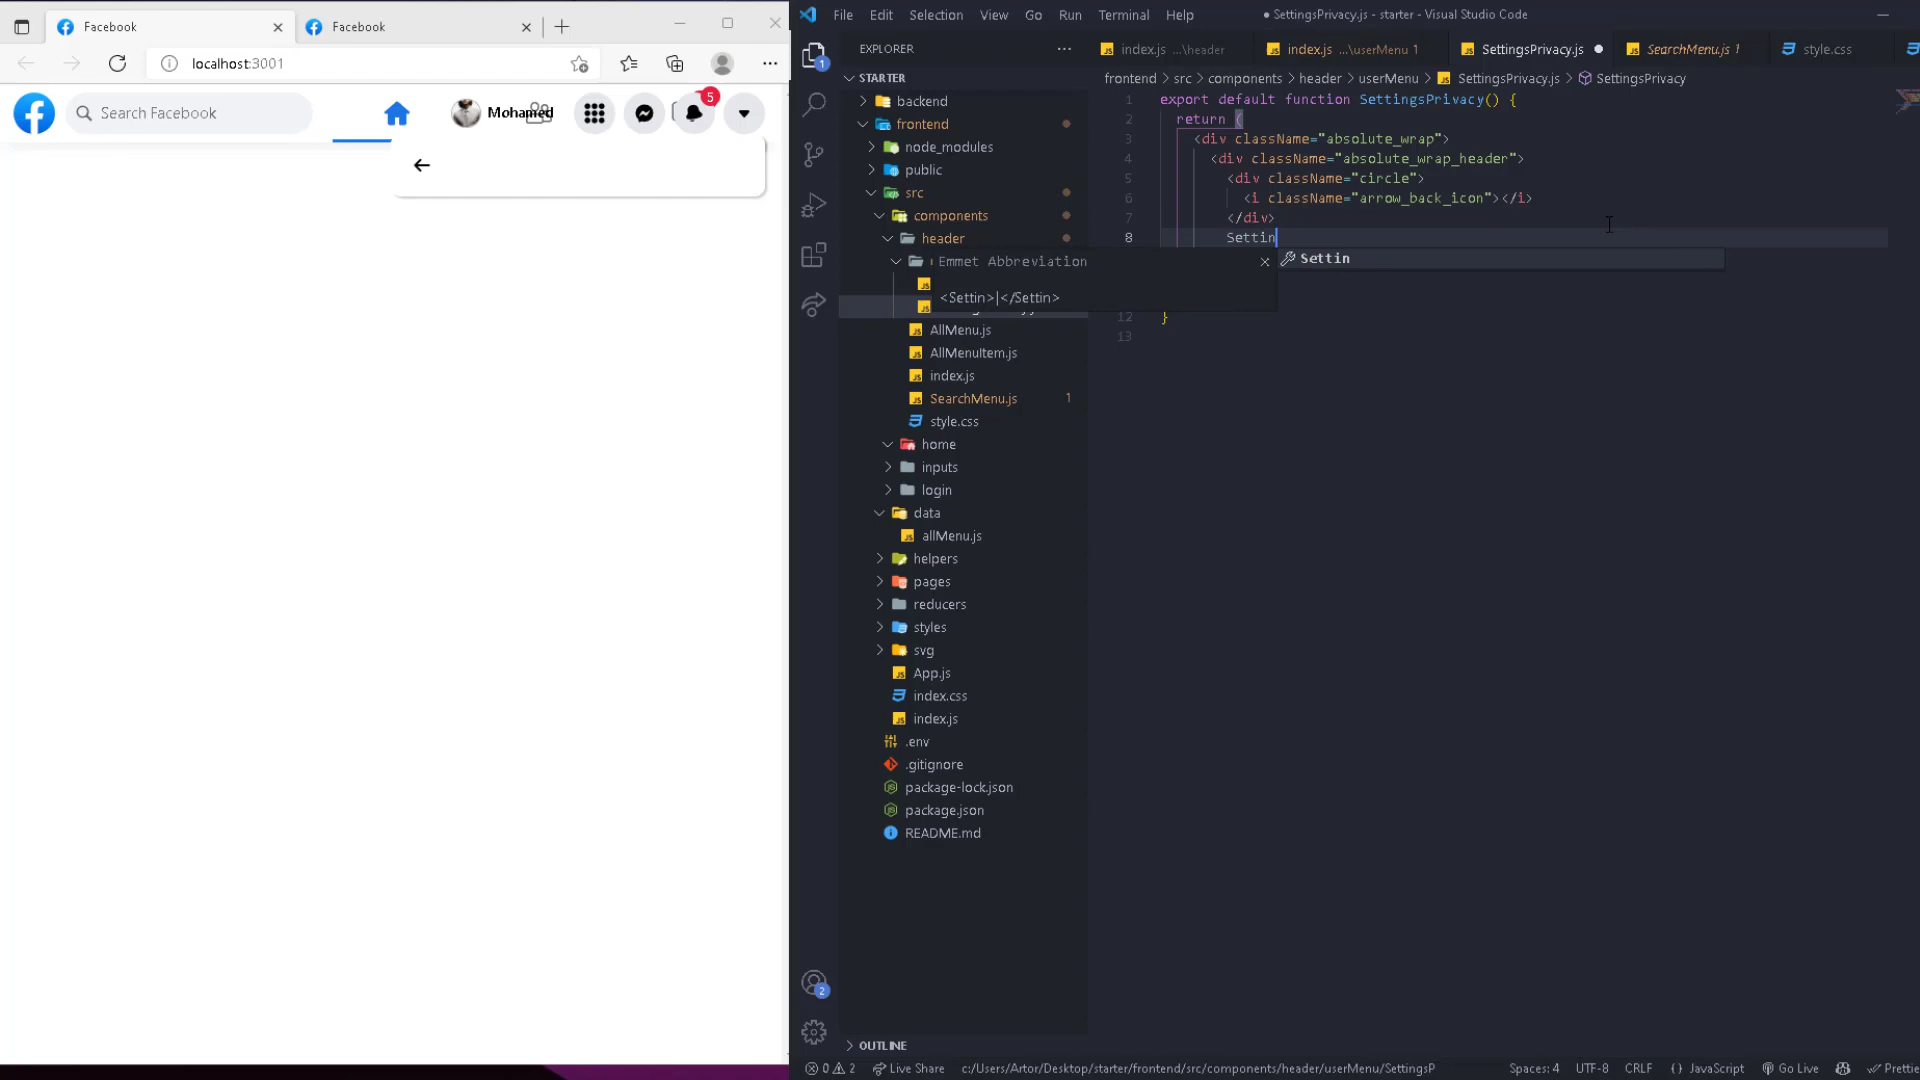 Facebook
Facebook
localhost:3001
Search Facebook
Mohamed
5
File Edit Selection View Go Run Terminal Help
● SettingsPrivacy.js - starter - Visual Studio Code
EXPLORER
index.js ...\header
index.js ...\userMenu 1
SettingsPrivacy.js ●
SearchMenu.js 1
style.css
frontend > src > components > header > userMenu > SettingsPrivacy.js > SettingsPrivacy
STARTER
backend
frontend
node_modules
public
src
components
header
AllMenu.js
AllMenuItem.js
index.js
SearchMenu.js 1
style.css
home
inputs
login
data
allMenu.js
helpers
pages
reducers
styles
svg
App.js
index.css
index.js
.env
.gitignore
package-lock.json
package.json
README.md
OUTLINE
1 export default function SettingsPrivacy() {
2 return (
3 <div className="absolute_wrap">
4 <div className="absolute_wrap_header">
5 <div className="circle">
6 <i className="arrow_back_icon"></i>
7 </div>
8 Settin
Emmet Abbreviation
<Settin>|</Settin>
Settin
12 }
13
1
2
0 2 Live Share c:/Users/Artor/Desktop/starter/frontend/src/components/header/userMenu/SettingsP
Spaces: 4 UTF-8 CRLF {} JavaScript Go Live Prettie